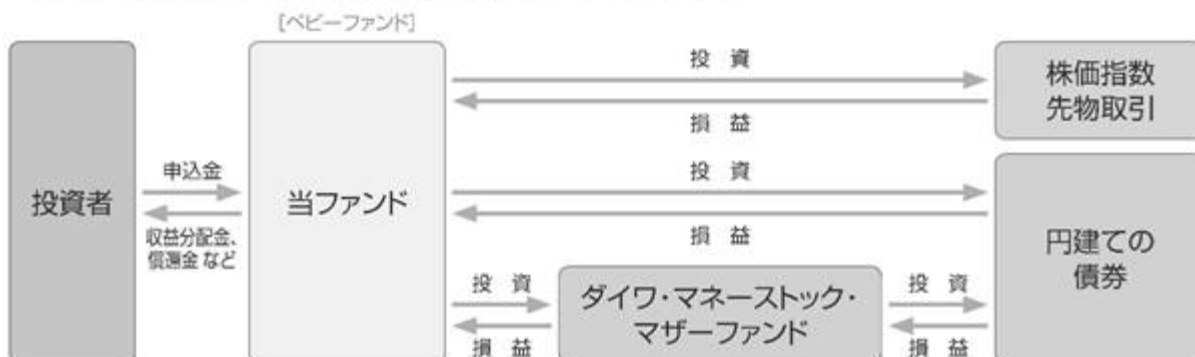 [ベビーファンド]
投資者
申込金
収益分配金、
償還金 など
当ファンド
投 資
損 益
株価指数
先物取引
投 資
損 益
円建ての
債券
投 資
損 益
ダイワ・マネーストック・
マザーファンド
投 資
損 益